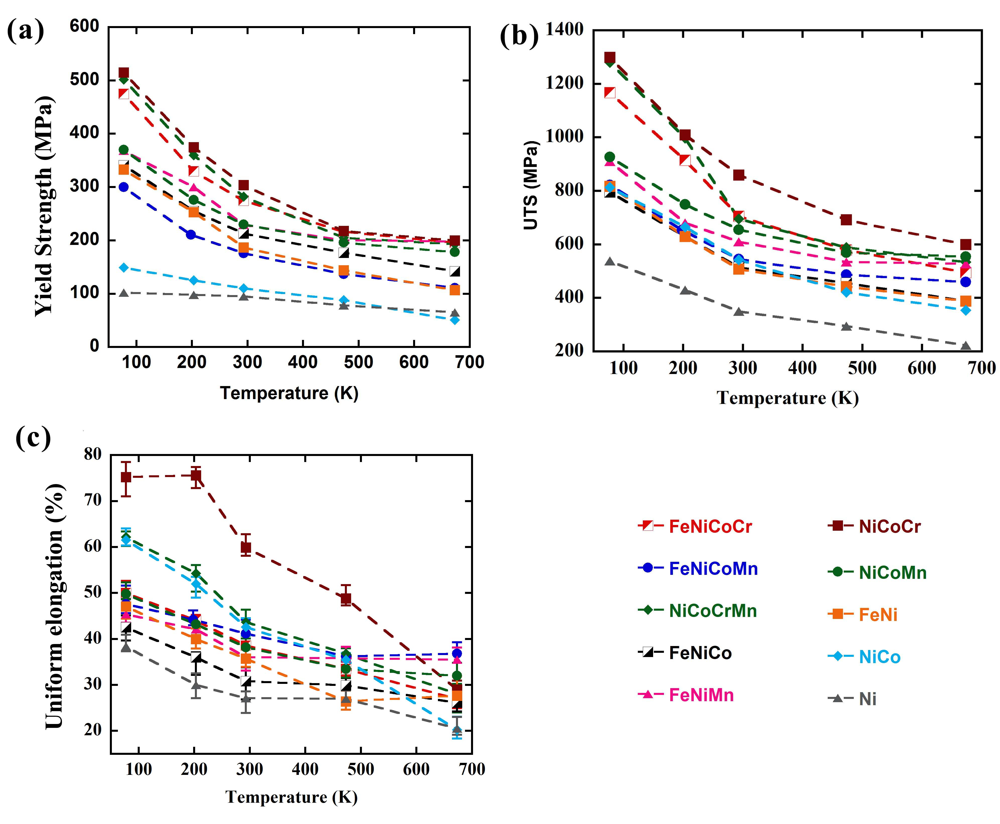 (a)
600
500
400
300
200
100
0
Yield Strength (MPa)
100 200 300 400 500 600 700
Temperature (K)
(b)
1400
1200
1000
800
600
400
200
UTS (MPa)
100 200 300 400 500 600 700
Temperature (K)
(c)
80
70
60
50
40
30
20
Uniform elongation (%)
100 200 300 400 500 600 700
Temperature (K)
FeNiCoCr
FeNiCoMn
NiCoCrMn
FeNiCo
FeNiMn
NiCoCr
NiCoMn
FeNi
NiCo
Ni